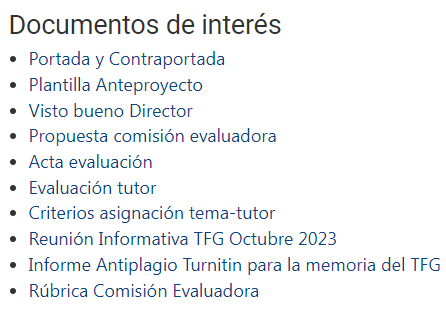 Documentos de interés
• Portada y Contraportada
• Plantilla Anteproyecto
• Visto bueno Director
• Propuesta comisión evaluadora
• Acta evaluación
• Evaluación tutor
• Criterios asignación tema-tutor
• Reunión Informativa TFG Octubre 2023
• Informe Antiplagio Turnitin para la memoria del TFG
• Rúbrica Comisión Evaluadora